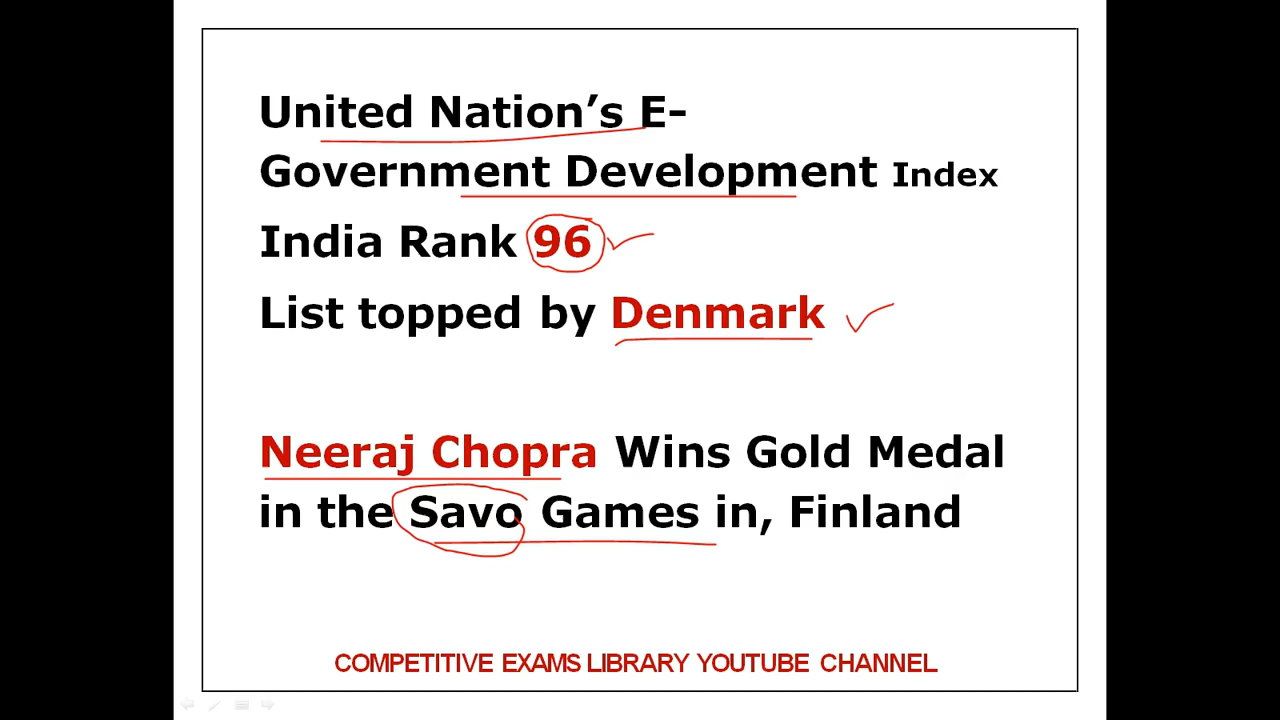 United Nation’s E-
Government Development Index
India Rank 96
List topped by Denmark
Neeraj Chopra Wins Gold Medal
in the Savo Games in, Finland
COMPETITIVE EXAMS LIBRARY YOUTUBE CHANNEL